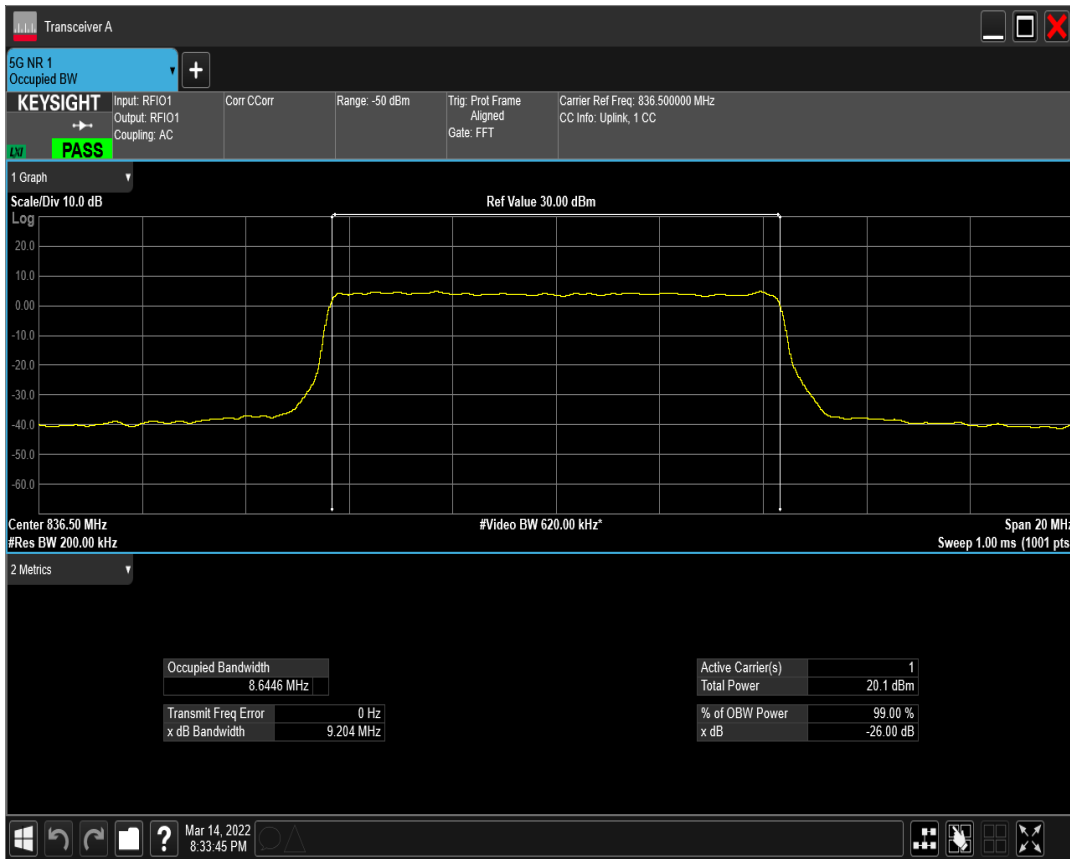 Transceiver A
5G NR 1
Occupied BW
+
KEYSIGHT
LXI
PASS
Input: RFIO1
Output: RFIO1
Coupling: AC
Corr CCorr
Range: -50 dBm
Trig: Prot Frame
Aligned
Gate: FFT
Carrier Ref Freq: 836.500000 MHz
CC Info: Uplink, 1 CC
1 Graph
Scale/Div 10.0 dB
Ref Value 30.00 dBm
Log
20.0
10.0
0.00
-10.0
-20.0
-30.0
-40.0
-50.0
-60.0
Center 836.50 MHz
#Video BW 620.00 kHz*
Span 20 MHz
#Res BW 200.00 kHz
Sweep 1.00 ms (1001 pts
2 Metrics
Occupied Bandwidth
8.6446 MHz
Transmit Freq Error 0 Hz
x dB Bandwidth 9.204 MHz
Active Carrier(s) 1
Total Power 20.1 dBm
% of OBW Power 99.00 %
x dB -26.00 dB
?
Mar 14, 2022
8:33:45 PM